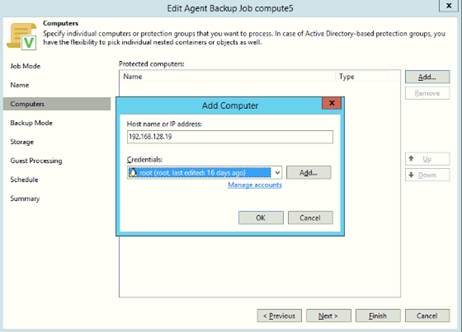 Edit Agent Backup Job compute5
Computers
Specify individual computers or protection groups that you want to process. In case of Active Directory-based protection groups, you
have the flexibility to pick individual nested containers or objects as well.
Job Mode
Name
Computers
Backup Mode
Storage
Guest Processing
Schedule
Summary
Protected computers:
Name Type
Add...
Remove
Up
Down
Add Computer
Host name or IP address:
192.168.128.19
Credentials:
root (root, last edited: 16 days ago)
Add...
Manage accounts
OK Cancel
< Previous Next > Finish Cancel